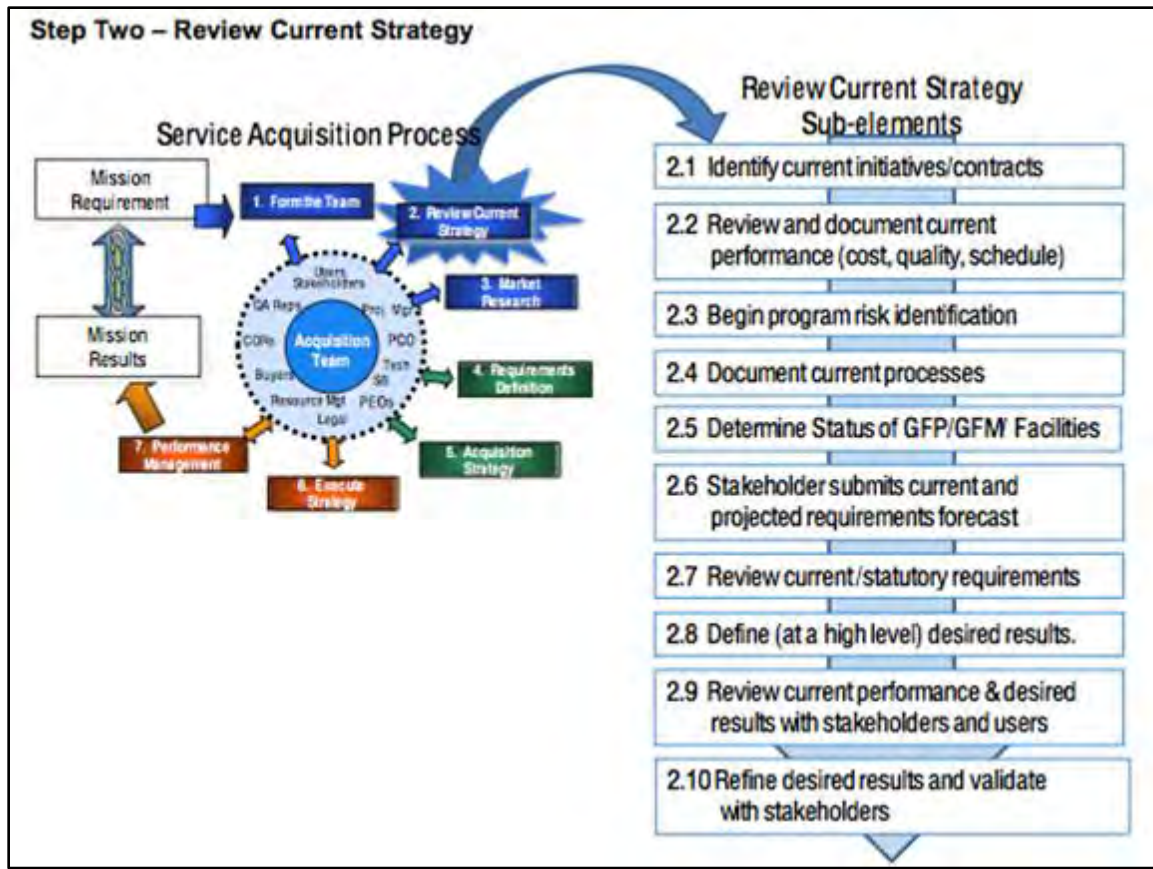 Step Two – Review Current Strategy
Service Acquisition Process
Mission
Requirement
Mission
Results
1. Form the Team
2. Review Current
Strategy
3. Market
Research
4. Requirements
Definition
5. Acquisition
Strategy
6. Execute
Strategy
7. Performance
Management
Users
Stakeholders
QA Reps
Proj. Mgr
CORs
PCO
Acquisition
Team
Tech
Buyers
SB
Resource Mgt
PEOs
Legal
Review Current Strategy
Sub-elements
2.1 Identify current initiatives/contracts
2.2 Review and document current
performance (cost, quality, schedule)
2.3 Begin program risk identification
2.4 Document current processes
2.5 Determine Status of GFP/GFM/ Facilities
2.6 Stakeholder submits current and
projected requirements forecast
2.7 Review current/statutory requirements
2.8 Define (at a high level) desired results.
2.9 Review current performance & desired
results with stakeholders and users
2.10 Refine desired results and validate
with stakeholders